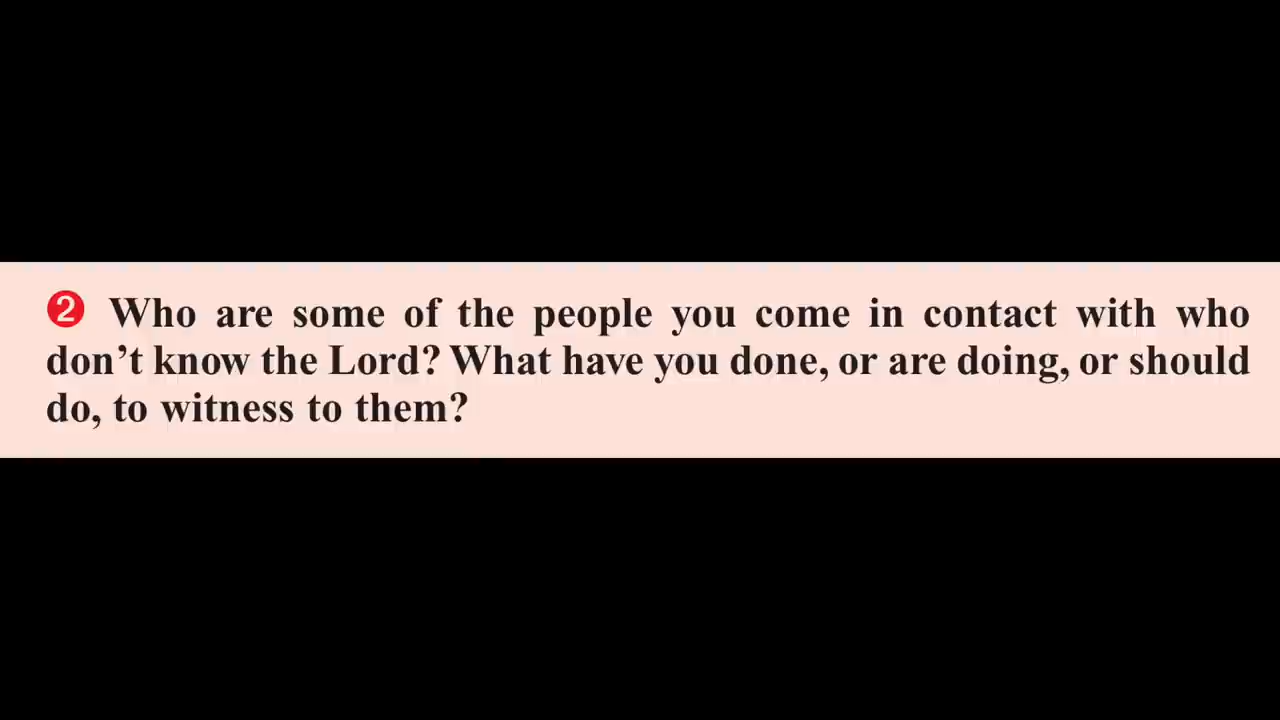 ❷ Who are some of the people you come in contact with who
don’t know the Lord? What have you done, or are doing, or should
do, to witness to them?